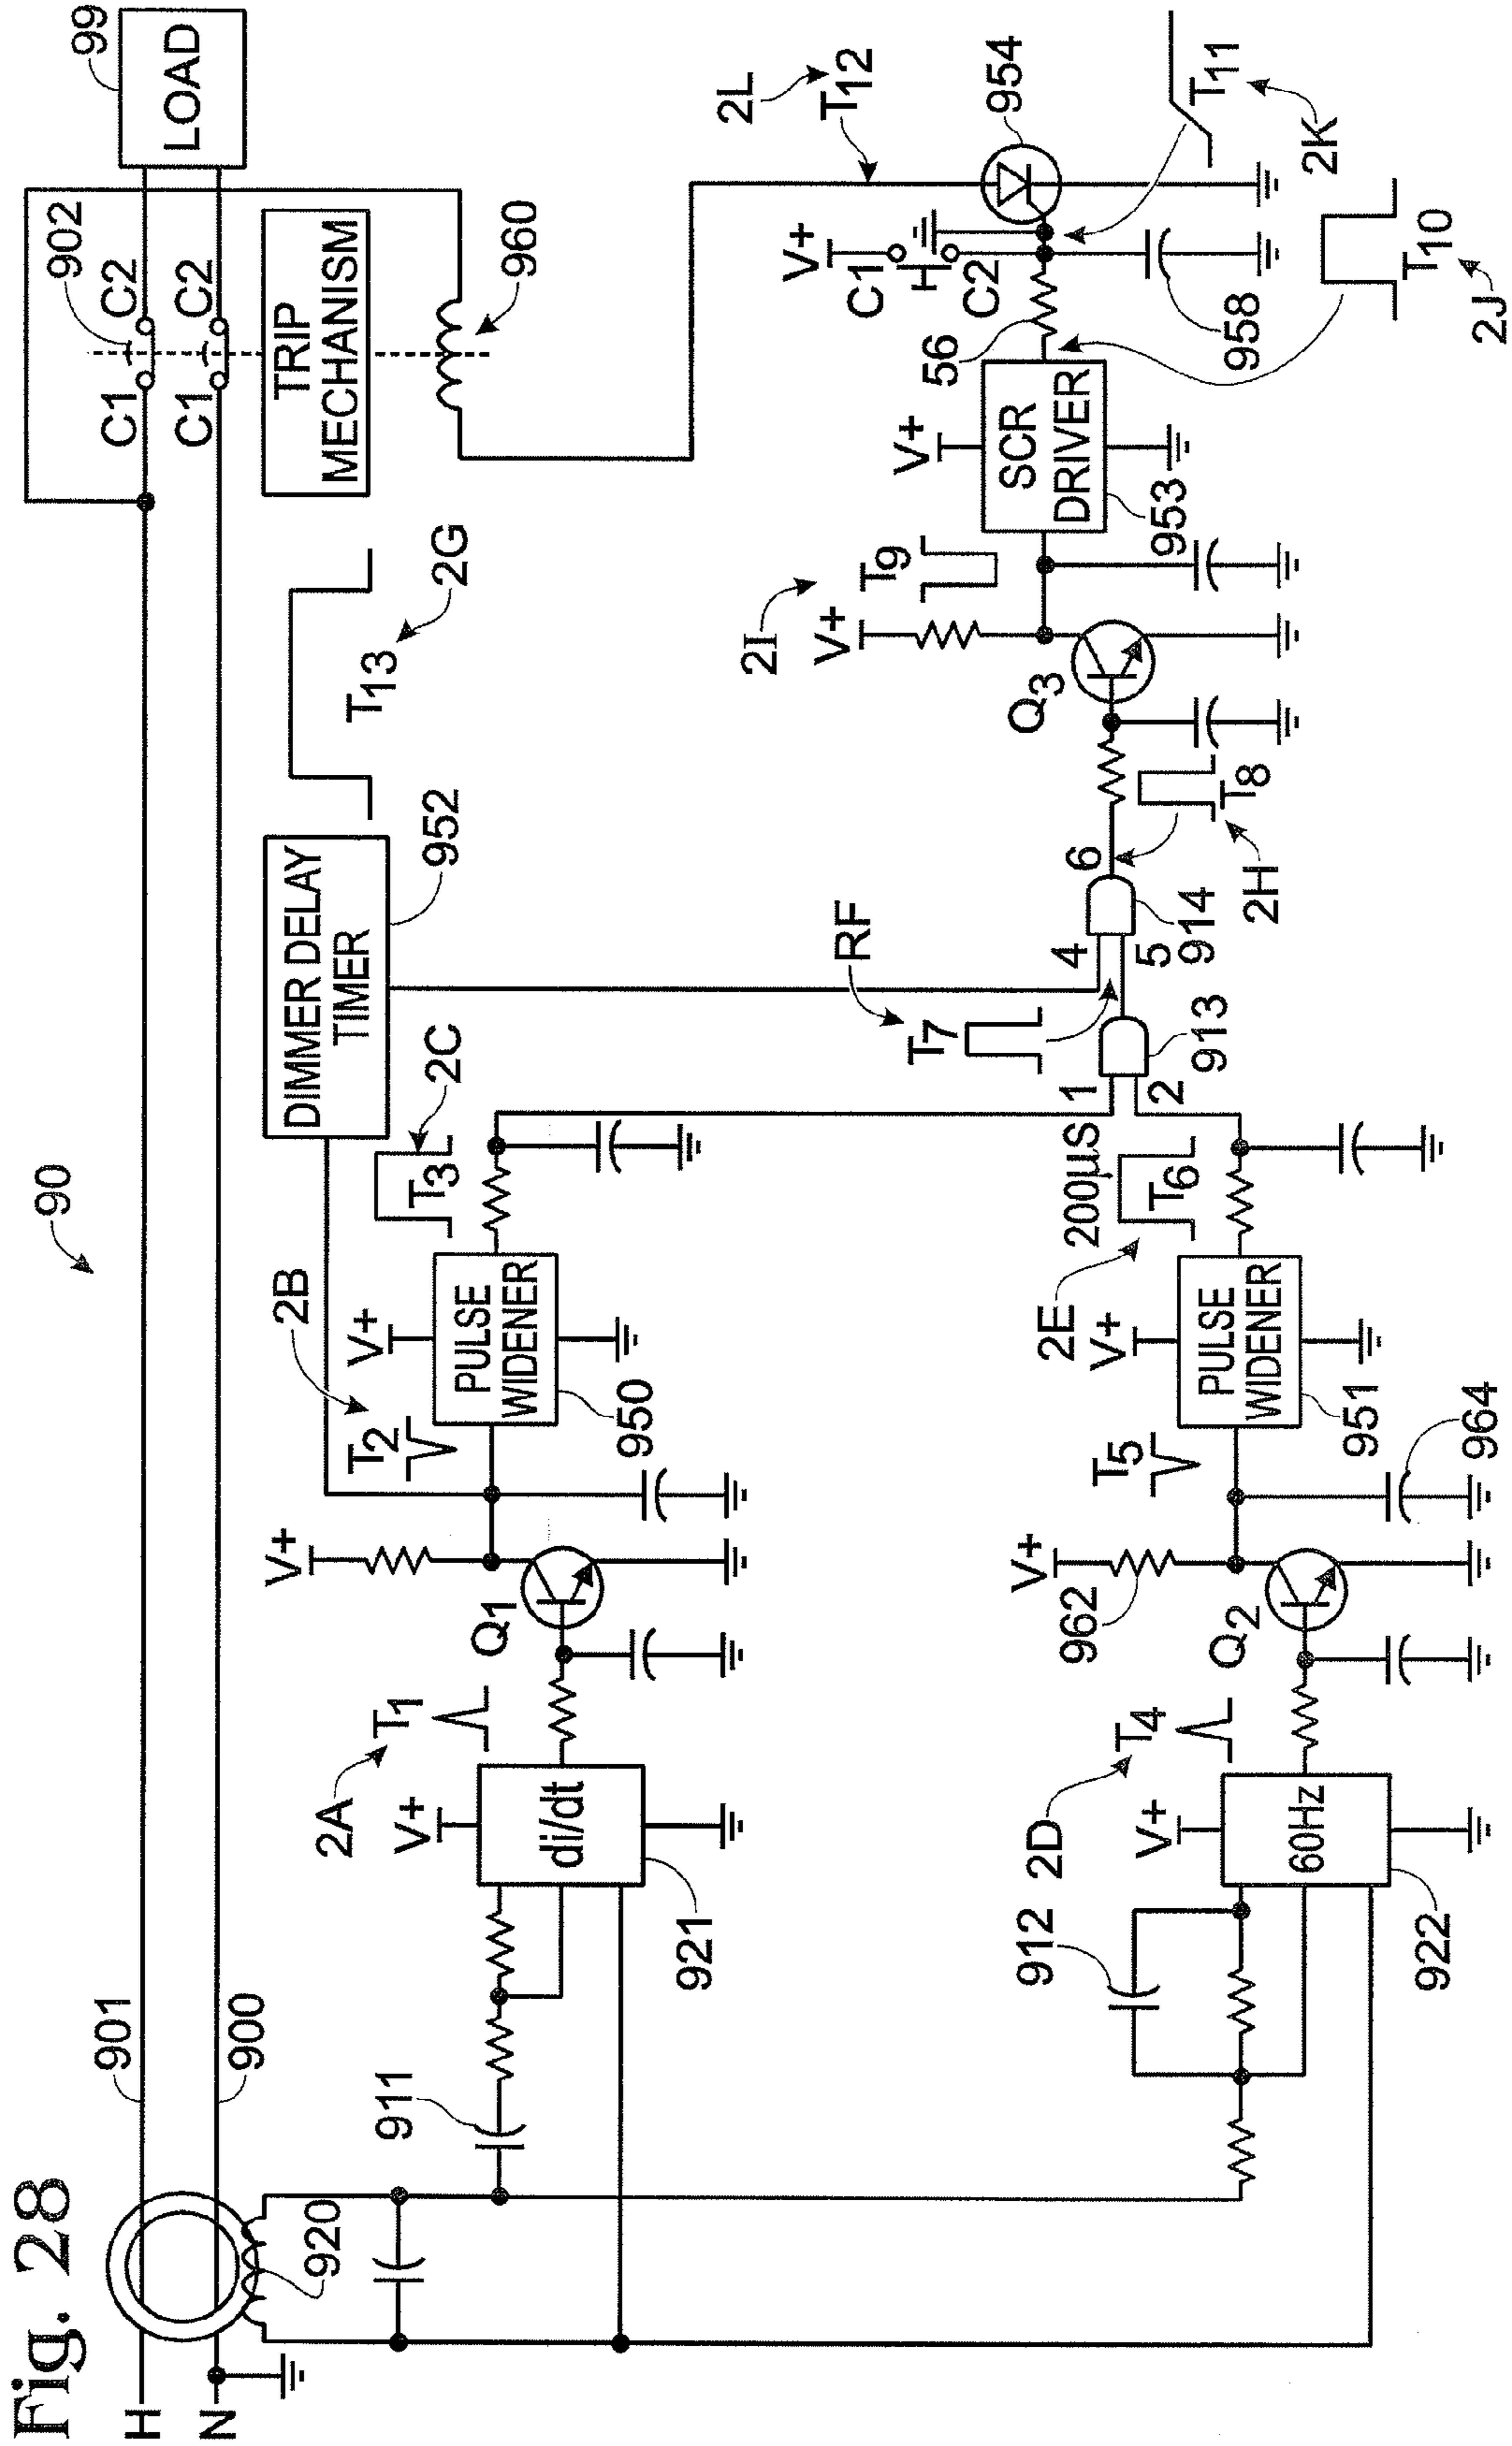 Fig. 28
90
H
N
901
900
920
C1
C2
902
C1
C2
LOAD
99
TRIP
MECHANISM
960
911
di/dt
921
V+
2A
T1
Q1
V+
T2
2B
PULSE
WIDENER
950
V+
T3
2C
DIMMER DELAY
TIMER
952
T13
2G
912
60Hz
922
V+
2D
T4
Q2
V+
962
964
T5
PULSE
WIDENER
951
V+
2E
200µS
T6
1
2
913
T7
RF
4
5
6
914
T8
2H
Q3
V+
2I
T9
SCR
DRIVER
953
V+
56
V+
C1
H
C2
958
954
T12
2L
T11
2K
T10
2J